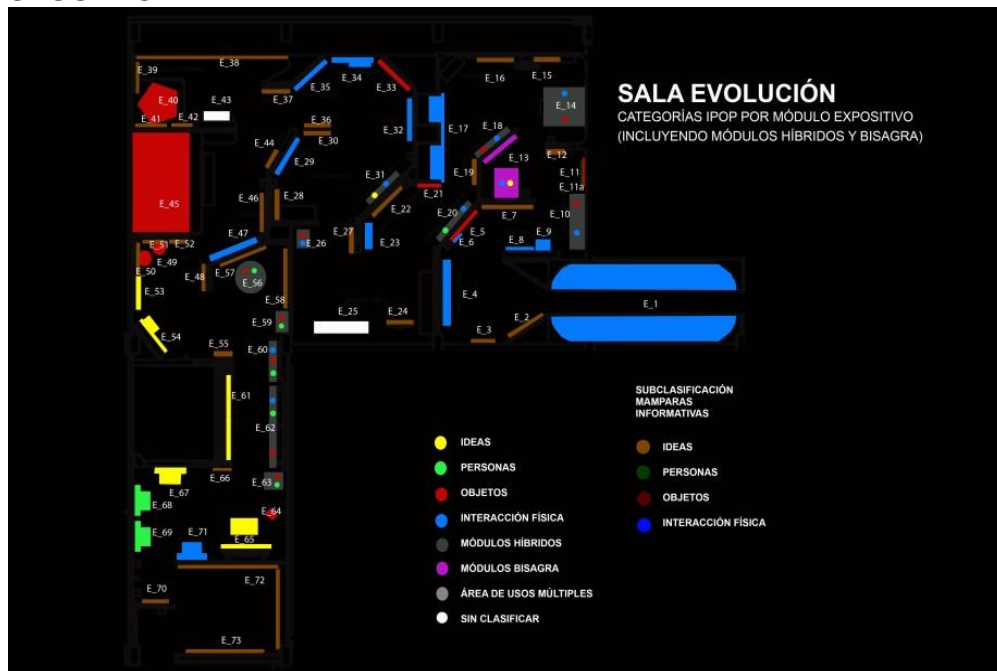 SALA EVOLUCIÓN
CATEGORÍAS IPOP POR MÓDULO EXPOSITIVO
(INCLUYENDO MÓDULOS HÍBRIDOS Y BISAGRA)
E_39
E_38
E_34
E_16
E_15
E_40
E_43
E_37
E_35
E_33
E_14
E_41
E_42
E_36
E_30
E_32
E_17
E_18
E_44
E_29
E_13
E_12
E_31
E_19
E_11
E_21
E_11a
E_45
E_46
E_28
E_22
E_20
E_7
E_10
E_51
E_52
E_47
E_26
E_27
E_23
E_5
E_6
E_8
E_9
E_49
E_50
E_48
E_57
E_56
E_53
E_58
E_4
E_1
E_59
E_25
E_24
E_2
E_3
E_54
E_55
E_60
E_61
E_62
E_66
E_63
E_67
E_68
E_64
E_69
E_71
E_65
E_70
E_72
E_73
IDEAS
PERSONAS
OBJETOS
INTERACCIÓN FÍSICA
MÓDULOS HÍBRIDOS
MÓDULOS BISAGRA
ÁREA DE USOS MÚLTIPLES
SIN CLASIFICAR
SUBCLASIFICACIÓN
MAMPARAS
INFORMATIVAS
IDEAS
PERSONAS
OBJETOS
INTERACCIÓN FÍSICA